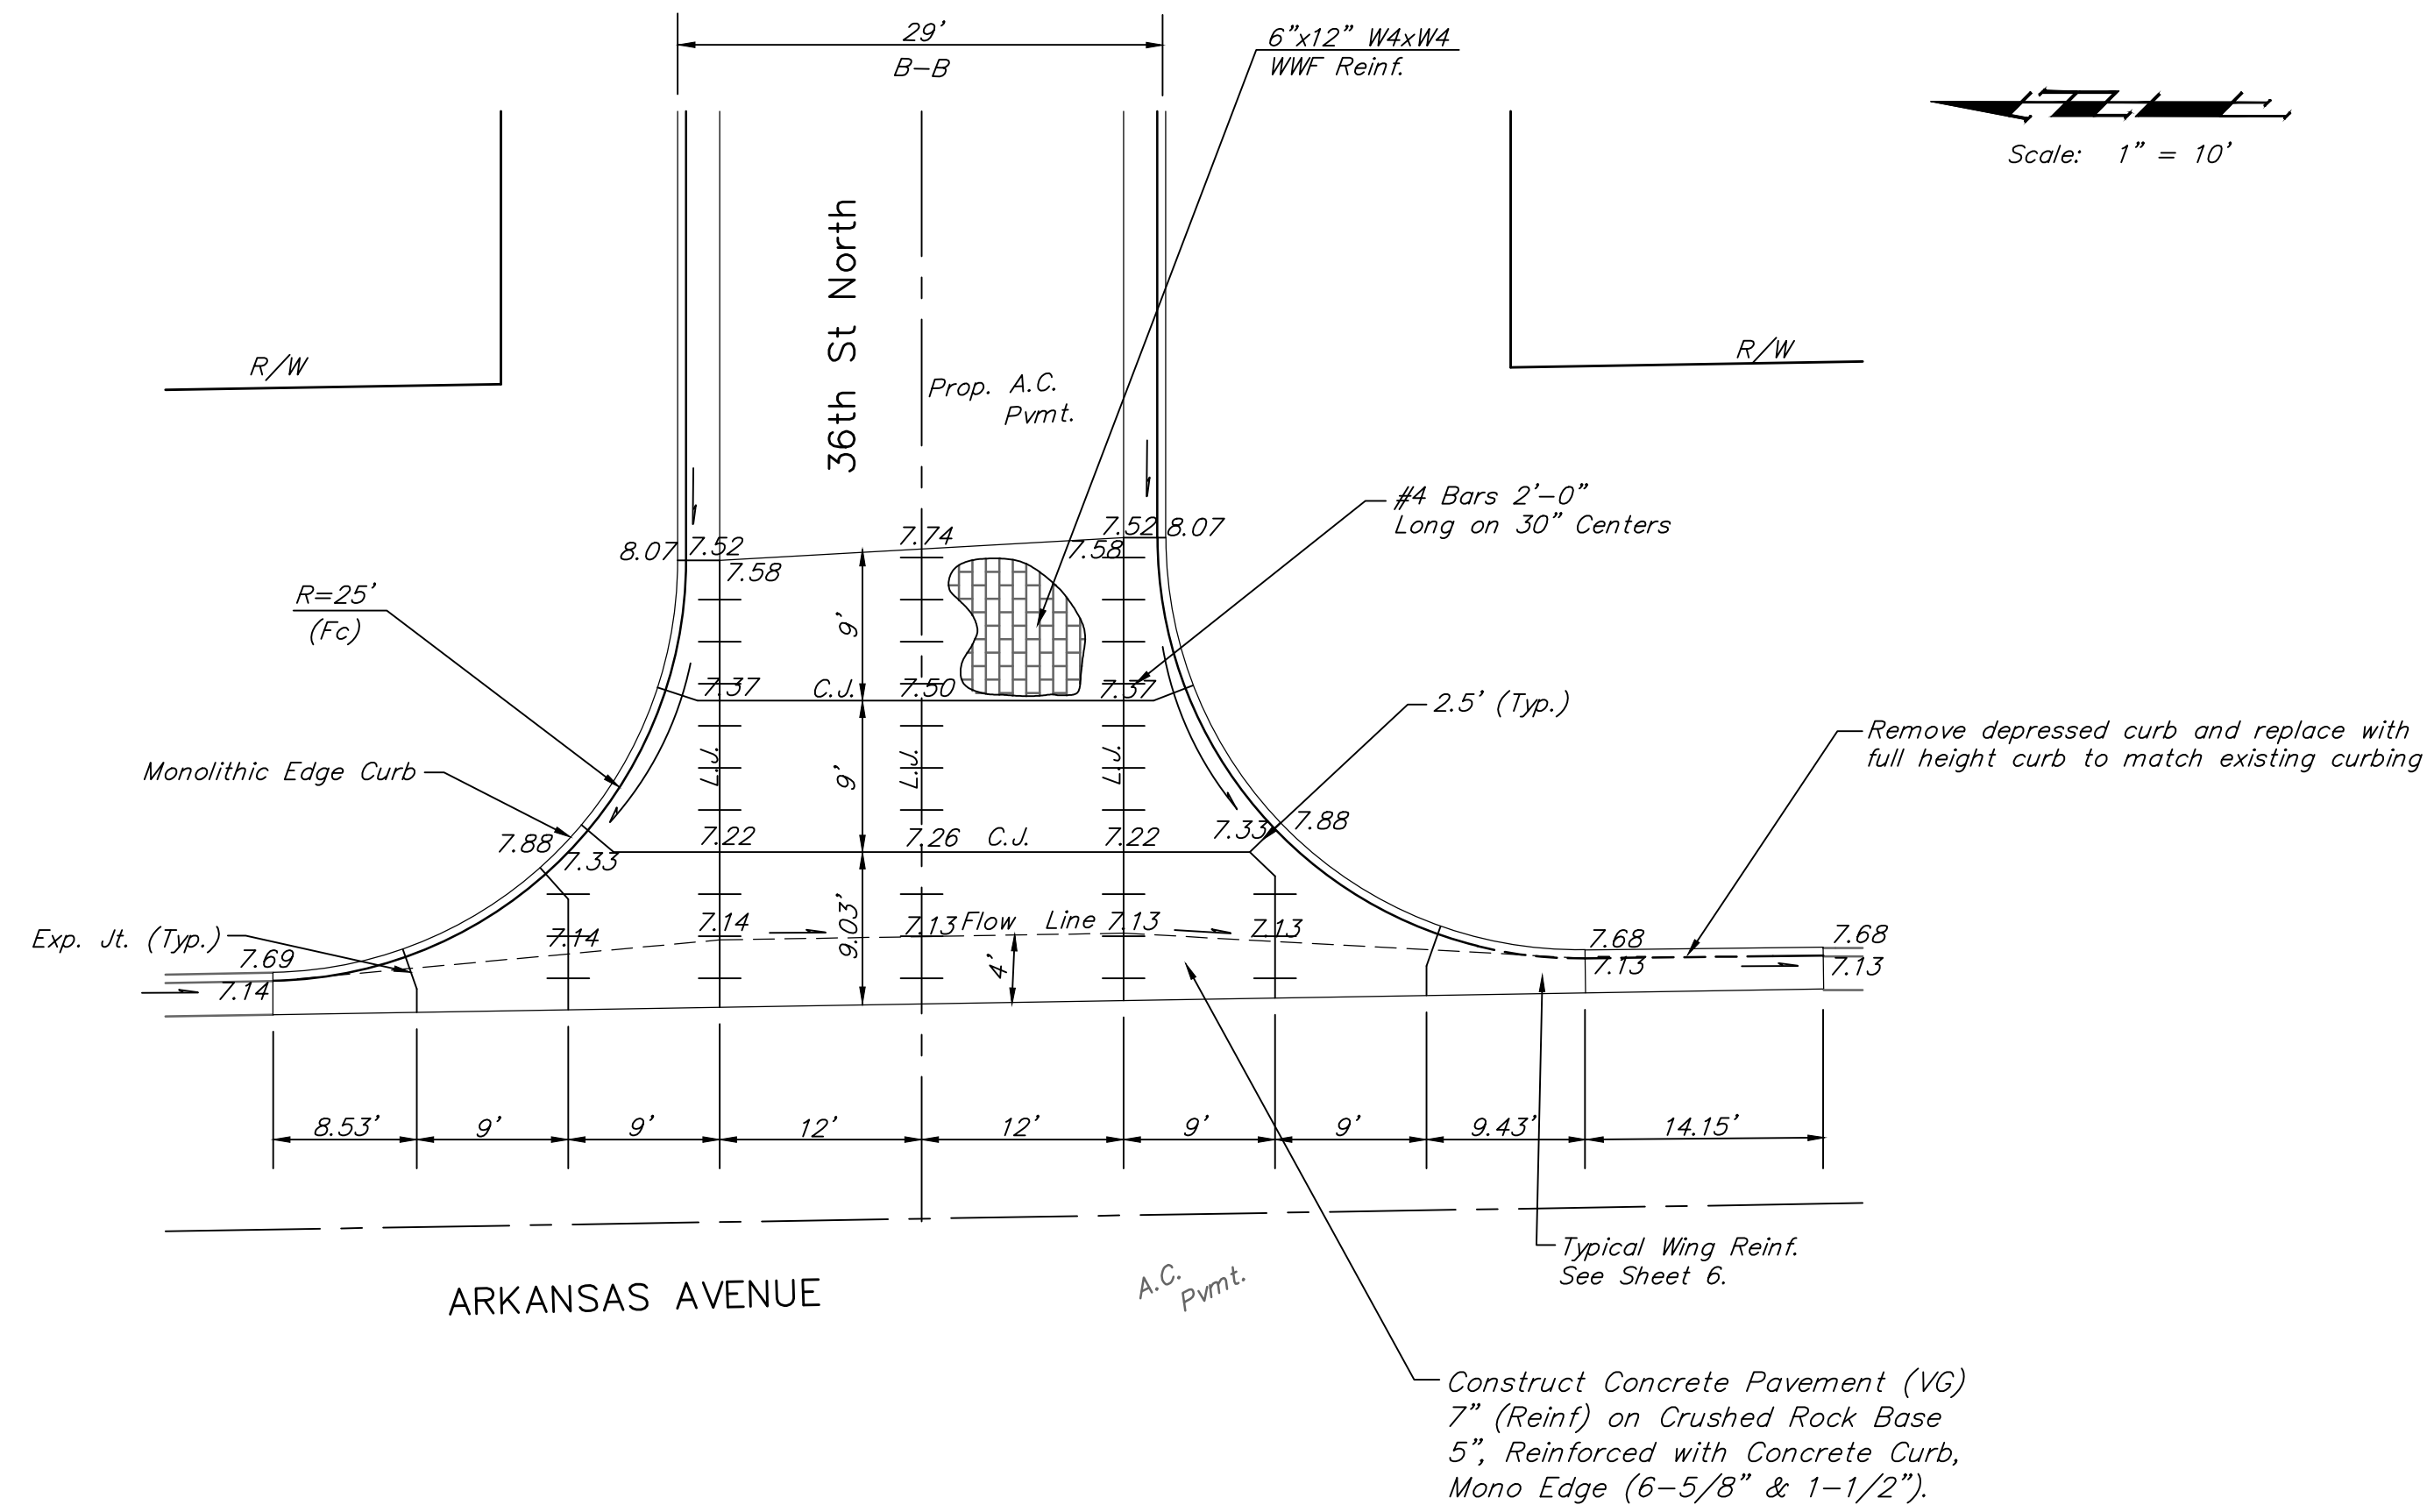 29'
B-B
6"x12" W4xW4
WWF Reinf.
Scale: 1" = 10'
36th St North
R/W
R/W
Prop. A.C.
Pvmt.
#4 Bars 2'-0"
Long on 30" Centers
8.07
7.52
7.58
7.74
7.52
8.07
7.58
R=25'
(Fc)
9'
7.37
C.J.
7.50
7.37
2.5' (Typ.)
Remove depressed curb and replace with
full height curb to match existing curbing
Monolithic Edge Curb
L.J.
9'
L.J.
L.J.
7.88
7.33
7.22
7.26
C.J.
7.22
7.33
7.88
Exp. Jt. (Typ.)
7.69
7.14
7.14
7.14
9.03'
7.13
Flow Line
4'
7.13
7.13
7.68
7.13
7.68
7.13
8.53'
9'
9'
12'
12'
9'
9'
9.43'
14.15'
Typical Wing Reinf.
See Sheet 6.
ARKANSAS AVENUE
A.C.
Pvmt.
Construct Concrete Pavement (VG)
7" (Reinf) on Crushed Rock Base
5", Reinforced with Concrete Curb,
Mono Edge (6-5/8" & 1-1/2").